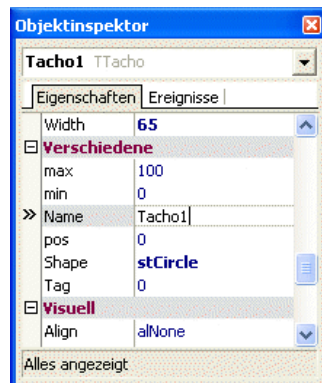 Objektinspektor
Tacho1 TTacho
Eigenschaften Ereignisse
Width 65
Verschiedene
max 100
min 0
Name Tacho1
pos 0
Shape stCircle
Tag 0
Visuell
Align alNone
Alles angezeigt